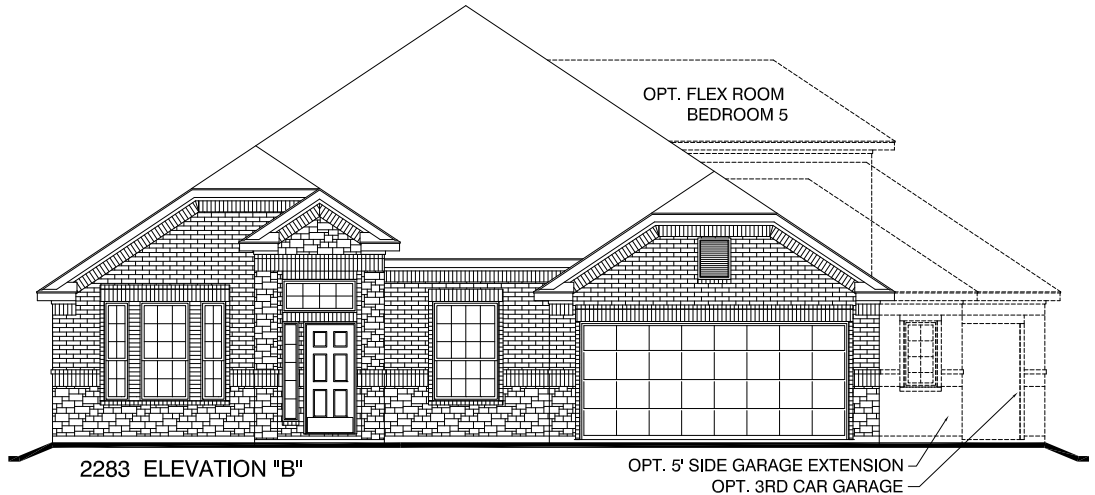 OPT. FLEX ROOM
BEDROOM 5
2283 ELEVATION "B"
OPT. 5' SIDE GARAGE EXTENSION
OPT. 3RD CAR GARAGE